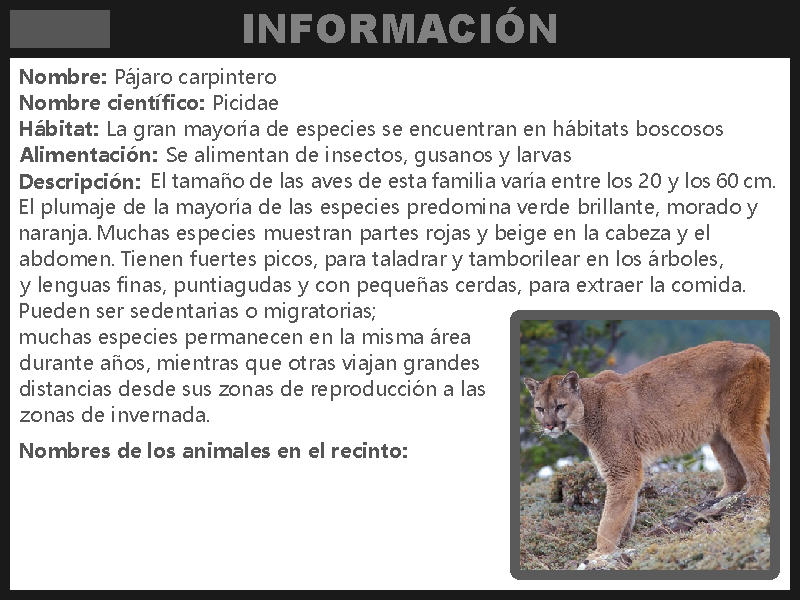 INFORMACIÓN
Nombre: Pájaro carpintero
Nombre científico: Picidae
Hábitat: La gran mayoría de especies se encuentran en hábitats boscosos
Alimentación: Se alimentan de insectos, gusanos y larvas
Descripción: El tamaño de las aves de esta familia varía entre los 20 y los 60 cm.
El plumaje de la mayoría de las especies predomina verde brillante, morado y
naranja. Muchas especies muestran partes rojas y beige en la cabeza y el
abdomen. Tienen fuertes picos, para taladrar y tamborilear en los árboles,
y lenguas finas, puntiagudas y con pequeñas cerdas, para extraer la comida.
Pueden ser sedentarias o migratorias;
muchas especies permanecen en la misma área
durante años, mientras que otras viajan grandes
distancias desde sus zonas de reproducción a las
zonas de invernada.
Nombres de los animales en el recinto: